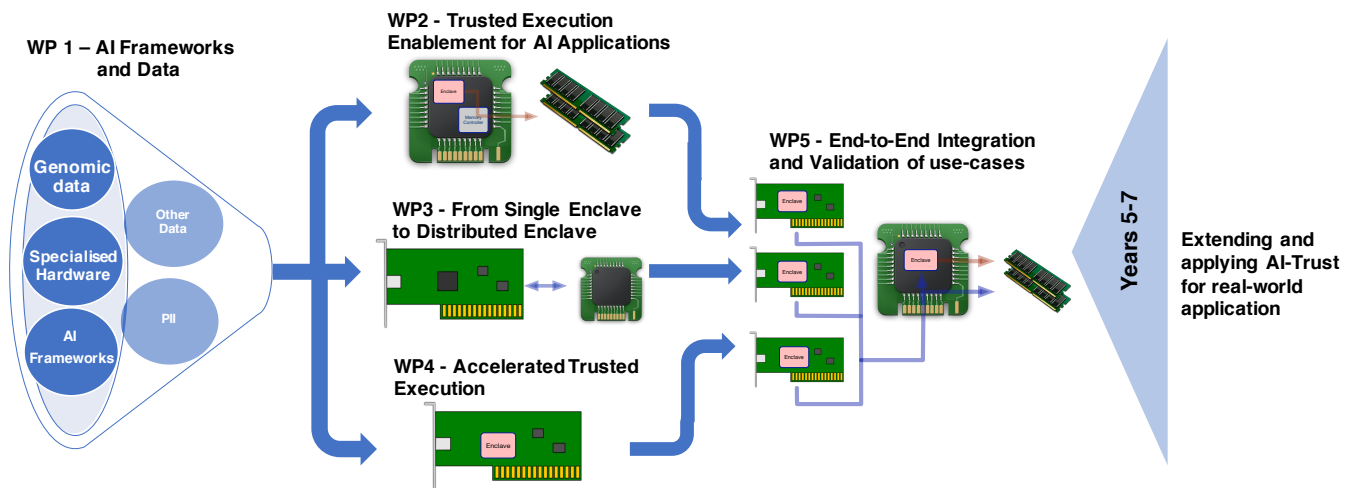 WP 1 – AI Frameworks
and Data
Genomic
data
Specialised
Hardware
AI
Frameworks
Other
Data
PII
WP2 - Trusted Execution
Enablement for AI Applications
Enclave
Memory
Controller
WP3 - From Single Enclave
to Distributed Enclave
WP4 - Accelerated Trusted
Execution
Enclave
WP5 - End-to-End Integration
and Validation of use-cases
Enclave
Enclave
Enclave
Enclave
Years 5-7
Extending and
applying AI-Trust
for real-world
application